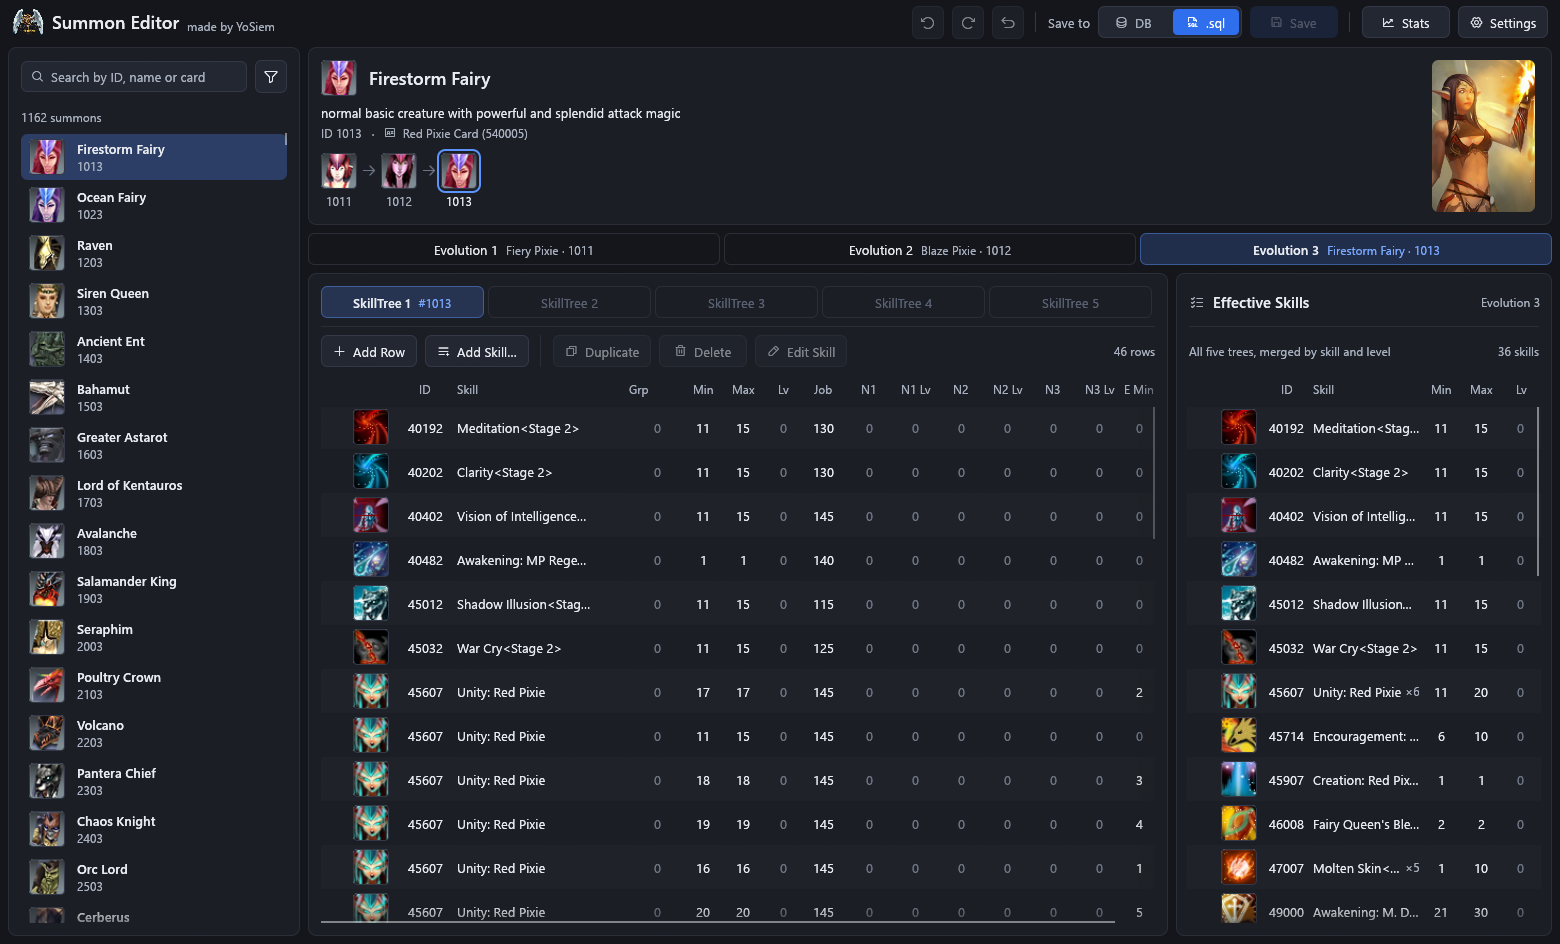 Summon Editor made by YoSiem
Save to DB .sql Save Stats Settings
Search by ID, name or card
1162 summons
Firestorm Fairy
1013
Ocean Fairy
1023
Raven
1203
Siren Queen
1303
Ancient Ent
1403
Bahamut
1503
Greater Astarot
1603
Lord of Kentauros
1703
Avalanche
1803
Salamander King
1903
Seraphim
2003
Poultry Crown
2103
Volcano
2203
Pantera Chief
2303
Chaos Knight
2403
Orc Lord
2503
Cerberus
Firestorm Fairy
normal basic creature with powerful and splendid attack magic
ID 1013 · Red Pixie Card (540005)
1011 1012 1013
Evolution 1 Fiery Pixie · 1011
Evolution 2 Blaze Pixie · 1012
Evolution 3 Firestorm Fairy · 1013
SkillTree 1 #1013 SkillTree 2 SkillTree 3 SkillTree 4 SkillTree 5
Add Row Add Skill... Duplicate Delete Edit Skill 46 rows
ID Skill Grp Min Max Lv Job N1 N1 Lv N2 N2 Lv N3 N3 Lv E Min
40192 Meditation<Stage 2> 0 11 15 0 130 0 0 0 0 0 0 0
40202 Clarity<Stage 2> 0 11 15 0 130 0 0 0 0 0 0 0
40402 Vision of Intelligence... 0 11 15 0 145 0 0 0 0 0 0 0
40482 Awakening: MP Rege... 0 1 1 0 140 0 0 0 0 0 0 0
45012 Shadow Illusion<Stag... 0 11 15 0 115 0 0 0 0 0 0 0
45032 War Cry<Stage 2> 0 11 15 0 125 0 0 0 0 0 0 0
45607 Unity: Red Pixie 0 17 17 0 145 0 0 0 0 0 0 2
45607 Unity: Red Pixie 0 11 15 0 145 0 0 0 0 0 0 0
45607 Unity: Red Pixie 0 18 18 0 145 0 0 0 0 0 0 3
45607 Unity: Red Pixie 0 19 19 0 145 0 0 0 0 0 0 4
45607 Unity: Red Pixie 0 16 16 0 145 0 0 0 0 0 0 1
45607 Unity: Red Pixie 0 20 20 0 145 0 0 0 0 0 0 5
Effective Skills Evolution 3
All five trees, merged by skill and level 36 skills
ID Skill Min Max Lv
40192 Meditation<Stag... 11 15 0
40202 Clarity<Stage 2> 11 15 0
40402 Vision of Intellig... 11 15 0
40482 Awakening: MP ... 1 1 0
45012 Shadow Illusion... 11 15 0
45032 War Cry<Stage 2> 11 15 0
45607 Unity: Red Pixie ×6 11 20 0
45714 Encouragement: ... 6 10 0
45907 Creation: Red Pix... 1 1 0
46008 Fairy Queen's Ble... 2 2 0
47007 Molten Skin<... ×5 1 10 0
49000 Awakening: M. D... 21 30 0